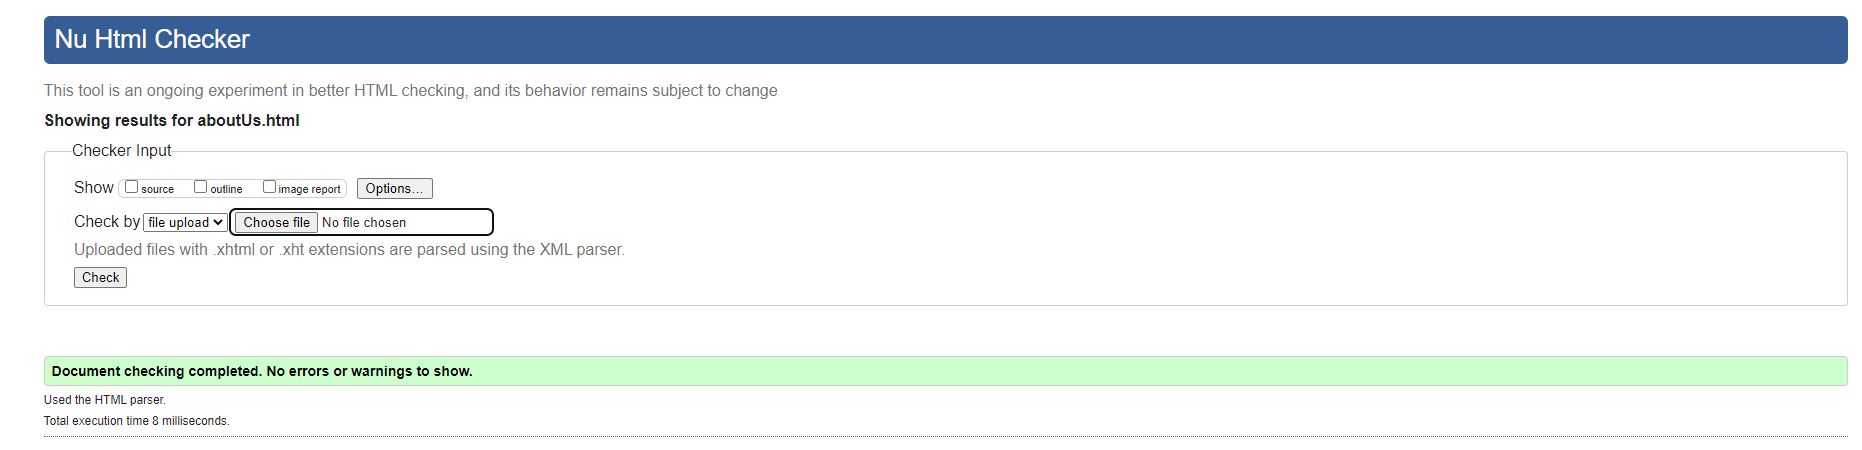 Nu Html Checker
This tool is an ongoing experiment in better HTML checking, and its behavior remains subject to change
Showing results for aboutUs.html
Checker Input
Show source outline image report Options...
Check by file upload Choose file No file chosen
Uploaded files with .xhtml or .xht extensions are parsed using the XML parser.
Check
Document checking completed. No errors or warnings to show.
Used the HTML parser.
Total execution time 8 milliseconds.